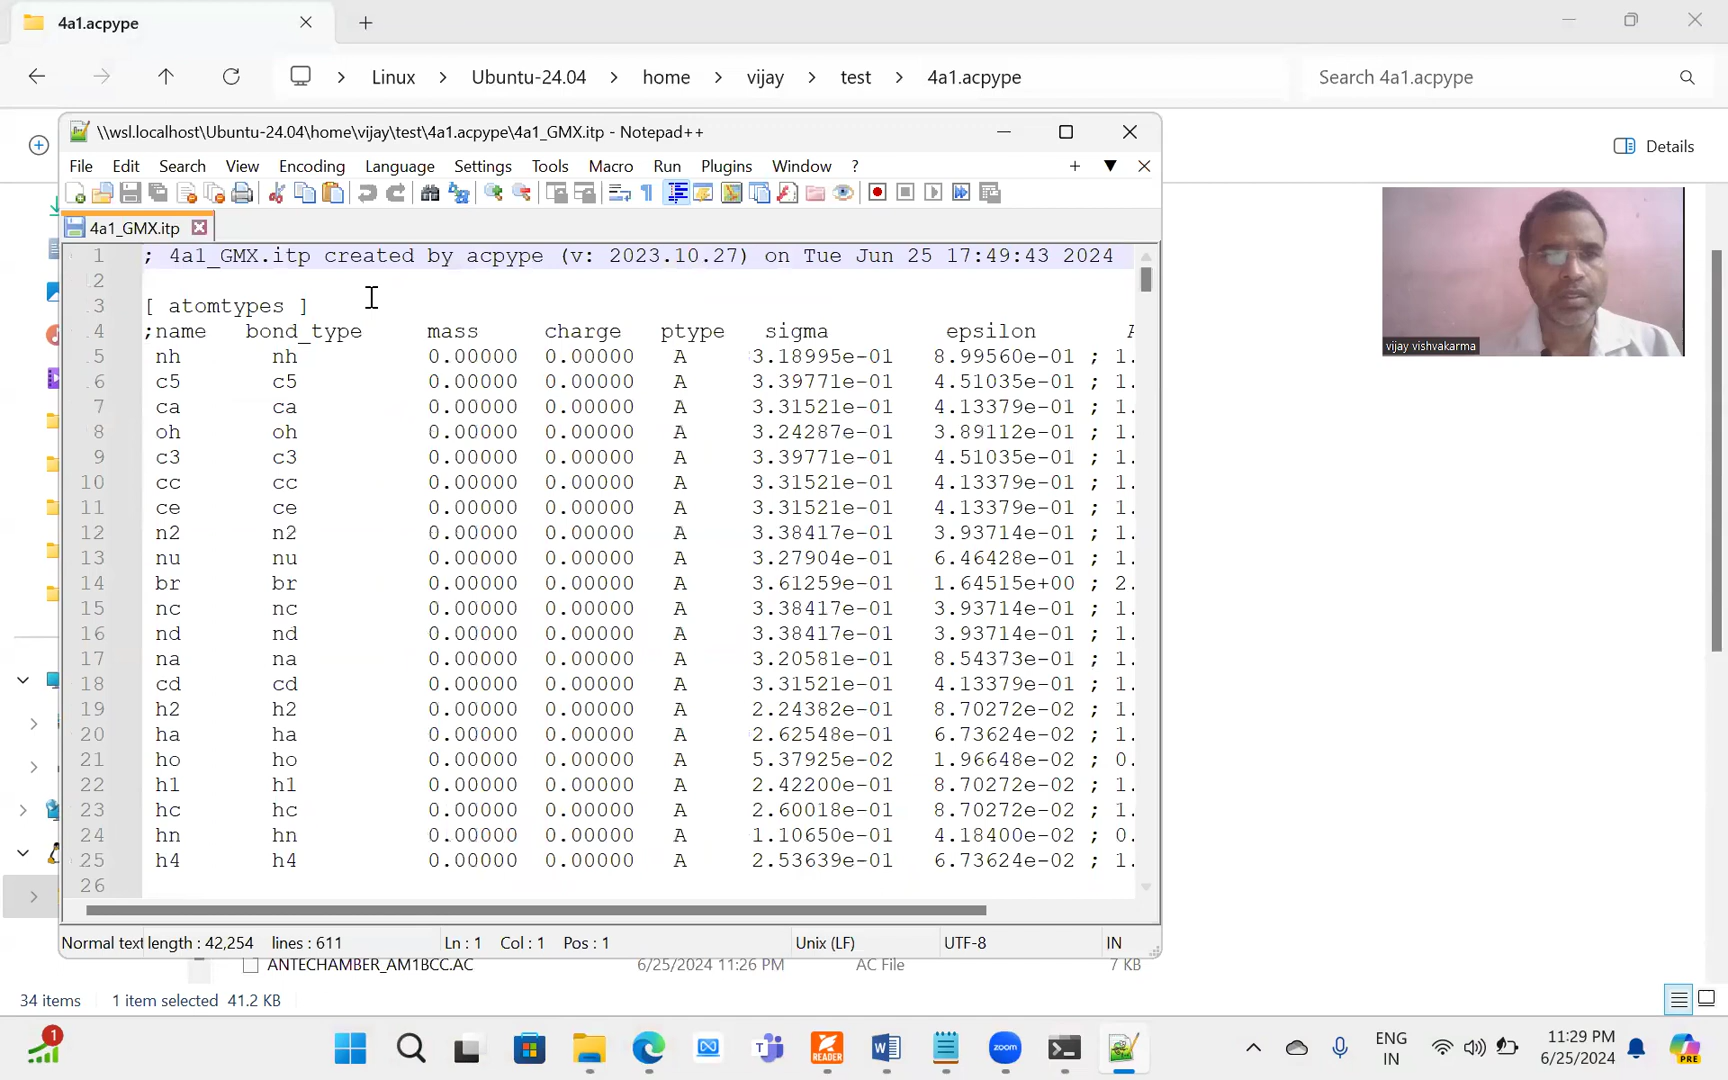 4a1.acpype
Linux > Ubuntu-24.04 > home > vijay > test > 4a1.acpype
Search 4a1.acpype
\\wsl.localhost\Ubuntu-24.04\home\vijay\test\4a1.acpype\4a1_GMX.itp - Notepad++
Details
File Edit Search View Encoding Language Settings Tools Macro Run Plugins Window ?
4a1_GMX.itp
1 ; 4a1_GMX.itp created by acpype (v: 2023.10.27) on Tue Jun 25 17:49:43 2024
2
3 [ atomtypes ]
4 ;name bond_type mass charge ptype sigma epsilon A
5 nh nh 0.00000 0.00000 A 3.18995e-01 8.99560e-01 ; 1.
6 c5 c5 0.00000 0.00000 A 3.39771e-01 4.51035e-01 ; 1.
7 ca ca 0.00000 0.00000 A 3.31521e-01 4.13379e-01 ; 1.
8 oh oh 0.00000 0.00000 A 3.24287e-01 3.89112e-01 ; 1.
9 c3 c3 0.00000 0.00000 A 3.39771e-01 4.51035e-01 ; 1.
10 cc cc 0.00000 0.00000 A 3.31521e-01 4.13379e-01 ; 1.
11 ce ce 0.00000 0.00000 A 3.31521e-01 4.13379e-01 ; 1.
12 n2 n2 0.00000 0.00000 A 3.38417e-01 3.93714e-01 ; 1.
13 nu nu 0.00000 0.00000 A 3.27904e-01 6.46428e-01 ; 1.
14 br br 0.00000 0.00000 A 3.61259e-01 1.64515e+00 ; 2.
15 nc nc 0.00000 0.00000 A 3.38417e-01 3.93714e-01 ; 1.
16 nd nd 0.00000 0.00000 A 3.38417e-01 3.93714e-01 ; 1.
17 na na 0.00000 0.00000 A 3.20581e-01 8.54373e-01 ; 1.
18 cd cd 0.00000 0.00000 A 3.31521e-01 4.13379e-01 ; 1.
19 h2 h2 0.00000 0.00000 A 2.24382e-01 8.70272e-02 ; 1.
20 ha ha 0.00000 0.00000 A 2.62548e-01 6.73624e-02 ; 1.
21 ho ho 0.00000 0.00000 A 5.37925e-02 1.96648e-02 ; 0.
22 h1 h1 0.00000 0.00000 A 2.42200e-01 8.70272e-02 ; 1.
23 hc hc 0.00000 0.00000 A 2.60018e-01 8.70272e-02 ; 1.
24 hn hn 0.00000 0.00000 A 1.10650e-01 4.18400e-02 ; 0.
25 h4 h4 0.00000 0.00000 A 2.53639e-01 6.73624e-02 ; 1.
26
vijay vishvakarma
Normal text length : 42,254 lines : 611 Ln : 1 Col : 1 Pos : 1 Unix (LF) UTF-8 IN
ANTECHAMBER_AM1BCC.AC 6/25/2024 11:26 PM AC File 7 KB
34 items 1 item selected 41.2 KB
1
READER
zoom
PRE
ENG
IN
11:29 PM
6/25/2024